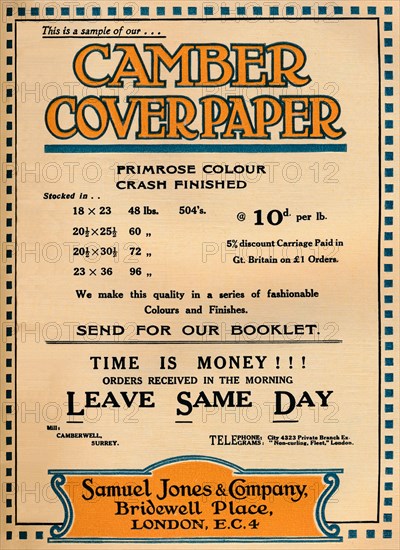 This is a sample of our . . .
CAMBER
COVER PAPER
PRIMROSE COLOUR
CRASH FINISHED
Stocked in . .
18 × 23 48 lbs. 504's.
20½ × 25½ 60 „
20½ × 30½ 72 „
23 × 36 96 „
@ 10d. per lb.
5% discount Carriage Paid in
Gt. Britain on £1 Orders.
We make this quality in a series of fashionable
Colours and Finishes.
SEND FOR OUR BOOKLET.
TIME IS MONEY ! ! !
ORDERS RECEIVED IN THE MORNING
LEAVE SAME DAY
Mill:
CAMBERWELL,
SURREY.
TELEPHONE: City 4323 Private Branch Ex.
GRAMS: "Non-curling, Fleet," London.
Samuel Jones & Company,
Bridewell Place,
LONDON, E.C.4
PHOTO 12